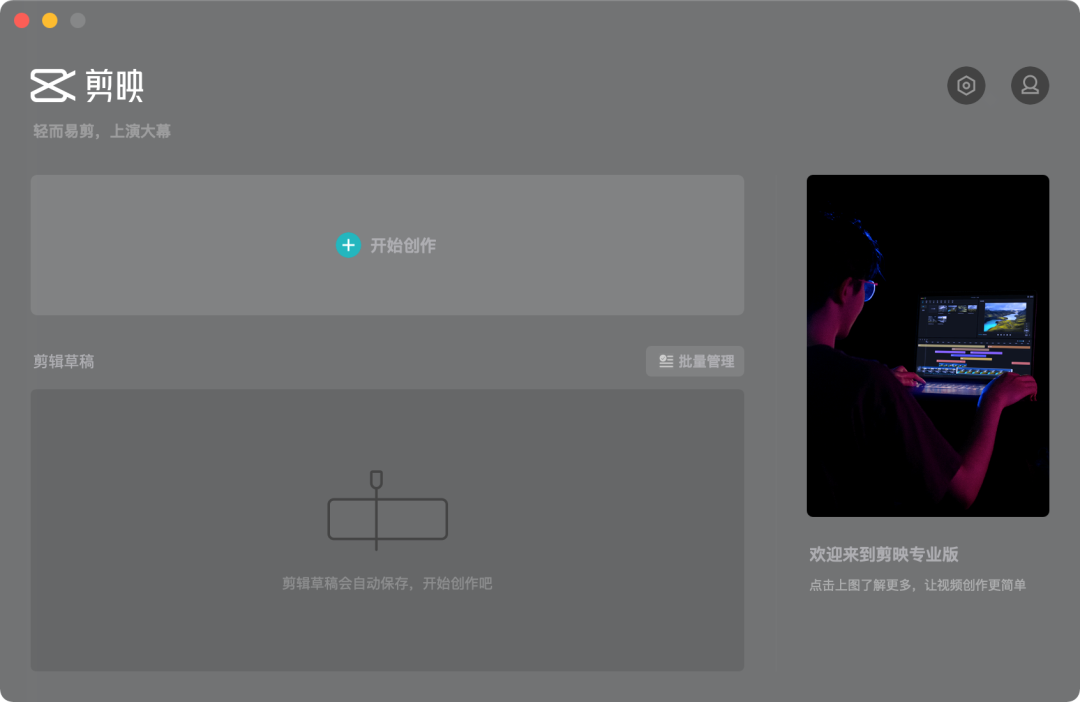 剪映
轻而易剪，上演大幕
开始创作
剪辑草稿
批量管理
剪辑草稿会自动保存，开始创作吧
欢迎来到剪映专业版
点击上图了解更多，让视频创作更简单